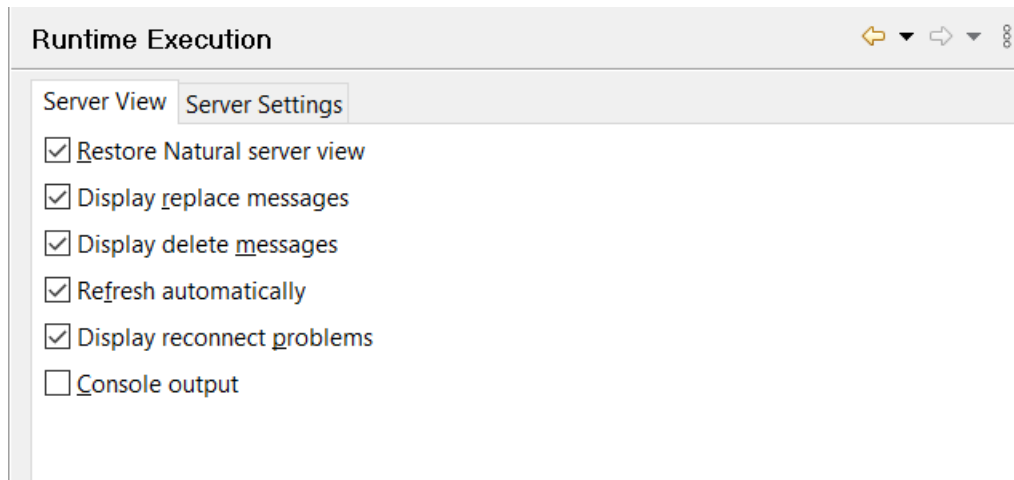 Runtime Execution
Server View Server Settings
Restore Natural server view
Display replace messages
Display delete messages
Refresh automatically
Display reconnect problems
Console output